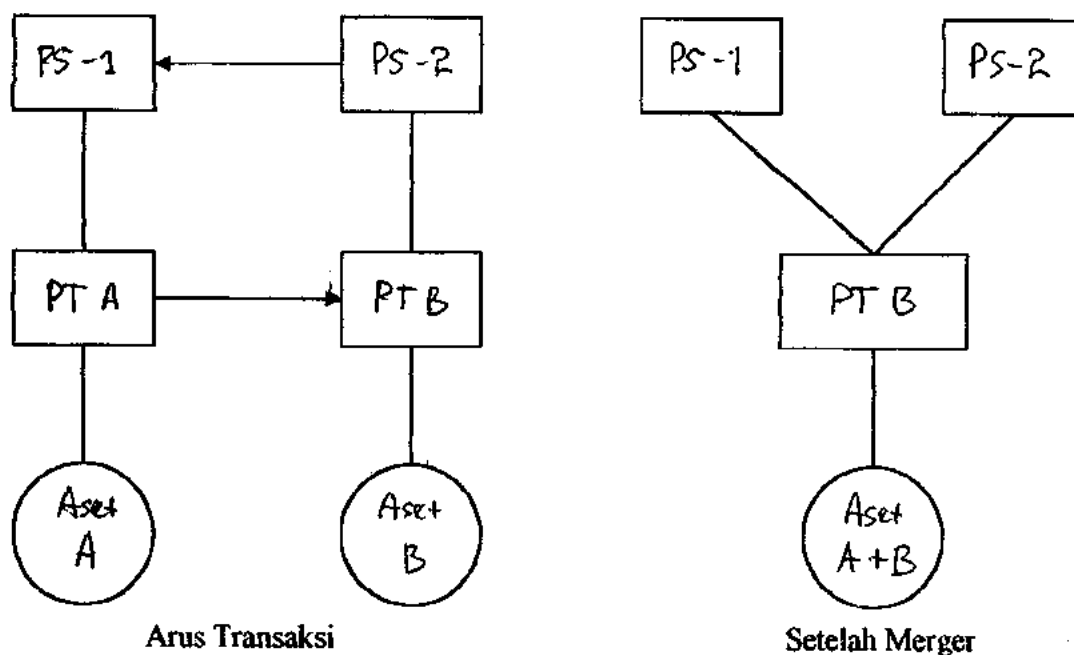 PS-1
PS-2
PS-1
PS-2
PT A
PT B
PT B
Aset
A
Aset
B
Aset
A+B
Arus Transaksi
Setelah Merger